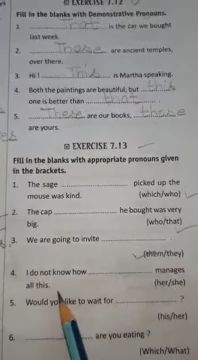 EXERCISE 7.12
Fill in the blanks with Demonstrative Pronouns.
1. That is the car we bought
last week.
2. Those are ancient temples,
over there.
3. Hi ! This is Martha speaking.
4. Both the paintings are beautiful, but this
one is better than that.
5. These are our books, those
are yours.
EXERCISE 7.13
Fill in the blanks with appropriate pronouns given
in the brackets.
1. The sage .................... picked up the
mouse was kind. (which/who)
2. The cap .................... he bought was very
big. (who/that)
3. We are going to invite ....................
(them/they)
4. I do not know how .................... manages
all this. (her/she)
5. Would you like to wait for .................... ?
(his/her)
6. .................... are you eating ?
(Which/What)